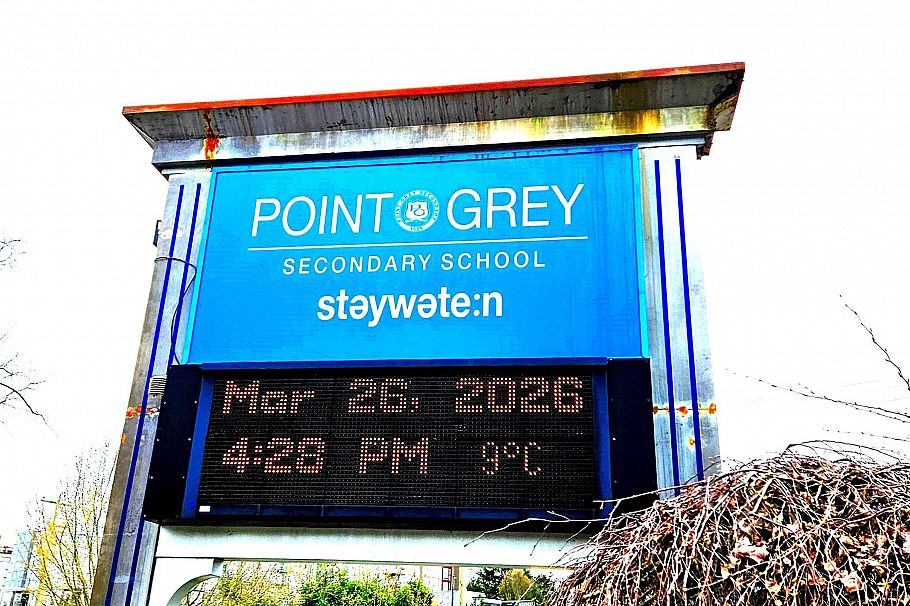 POINT GREY
SECONDARY SCHOOL
stəywəte:n
Mar 26, 2026
4:28 PM 9°C